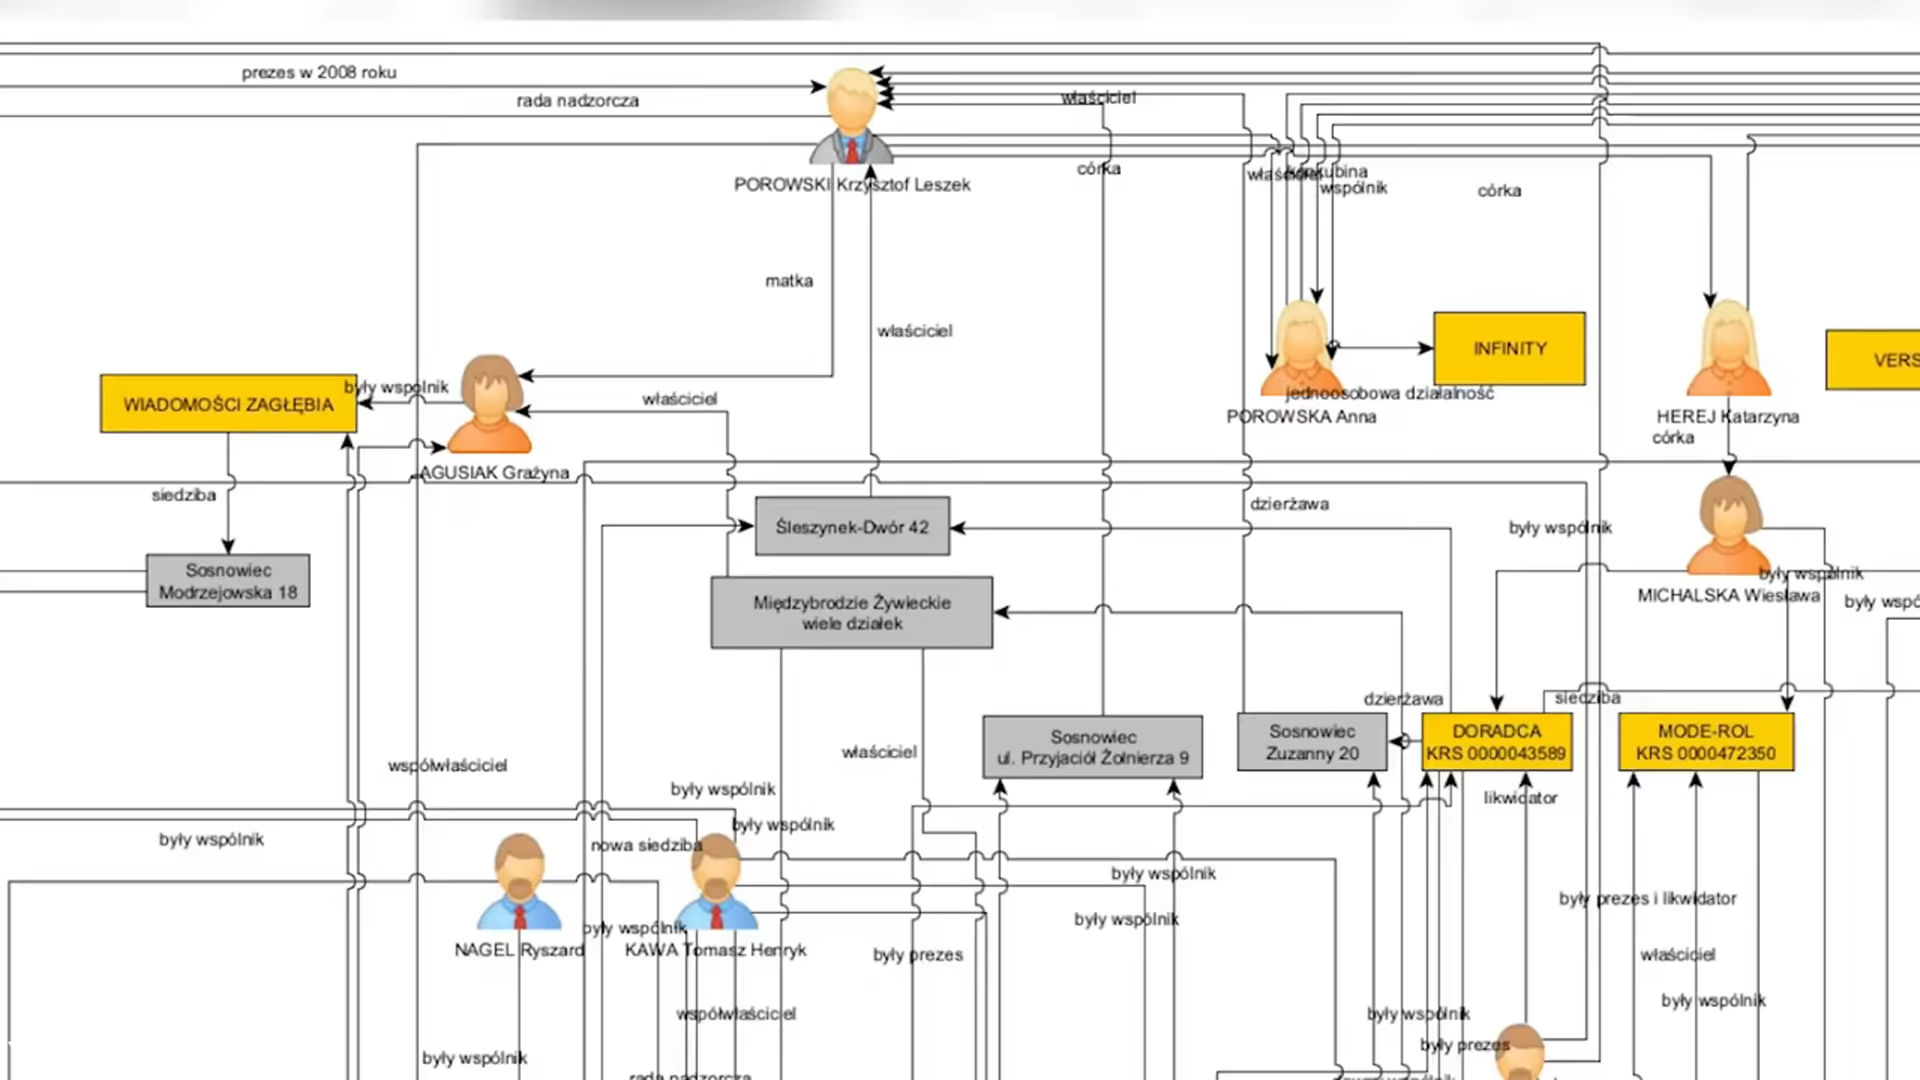 prezes w 2008 roku
rada nadzorcza
właściciel
POROWSKI Krzysztof Leszek
córka
wspólnik
córka
matka
właściciel
INFINITY
VERS
WIADOMOŚCI ZAGŁĘBIA
były wspólnik
właściciel
jednoosobowa działalność
POROWSKA Anna
HEREJ Katarzyna
córka
AGUSIAK Grażyna
siedziba
dzierżawa
Śleszynek-Dwór 42
były wspólnik
Sosnowiec
Modrzejowska 18
były wspólnik
MICHALSKA Wiesława
były wspó
Międzybrodzie Żywieckie
wiele działek
dzierżawa
siedziba
Sosnowiec
ul. Przyjaciół Żołnierza 9
Sosnowiec
Zuzanny 20
DORADCA
KRS 0000043589
MODE-ROL
KRS 0000472350
właściciel
współwłaściciel
były wspólnik
likwidator
były wspólnik
były wspólnik
nowa siedziba
były wspólnik
były prezes i likwidator
były wspólnik
były wspólnik
NAGEL Ryszard
KAWA Tomasz Henryk
były prezes
właściciel
były wspólnik
współwłaściciel
były wspólnik
były prezes
były wspólnik
rada nadzorcza